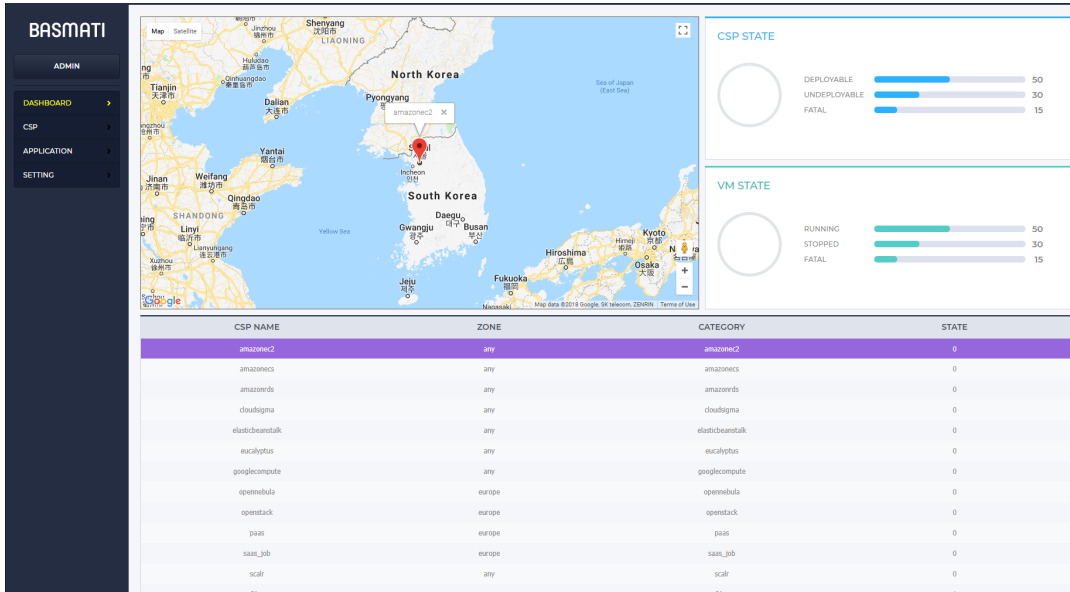 BASMATI
ADMIN
DASHBOARD
CSP
APPLICATION
SETTING
Map Satellite
Jinzhou
锦州市
Shenyang
沈阳市
LIAONING
Huludao
葫芦岛市
Qinhuangdao
秦皇岛市
Tianjin
天津市
Dalian
大连市
North Korea
Pyongyang
Sea of Japan
(East Sea)
amazonec2
Incheon
인천
Yantai
烟台市
Jinan
济南市
Weifang
潍坊市
Qingdao
青岛市
SHANDONG
Linyi
临沂市
Lianyungang
连云港市
Xuzhou
徐州市
Yellow Sea
South Korea
Daegu
대구
Gwangju
광주
Busan
부산
Jeju
제주
Hiroshima
広島
Fukuoka
福岡
Nagasaki
Kyoto
京都
Himeji
姫路
Osaka
大阪
Google
Map data ©2018 Google, SK telecom, ZENRIN Terms of Use
CSP STATE
DEPLOYABLE 50
UNDEPLOYABLE 30
FATAL 15
VM STATE
RUNNING 50
STOPPED 30
FATAL 15
CSP NAME ZONE CATEGORY STATE
amazonec2 any amazonec2 0
amazonecs any amazonecs 0
amazonrds any amazonrds 0
cloudsigma any cloudsigma 0
elasticbeanstalk any elasticbeanstalk 0
eucalyptus any eucalyptus 0
googlecompute any googlecompute 0
opennebula europe opennebula 0
openstack europe openstack 0
paas europe paas 0
saas_job europe saas_job 0
scalr any scalr 0